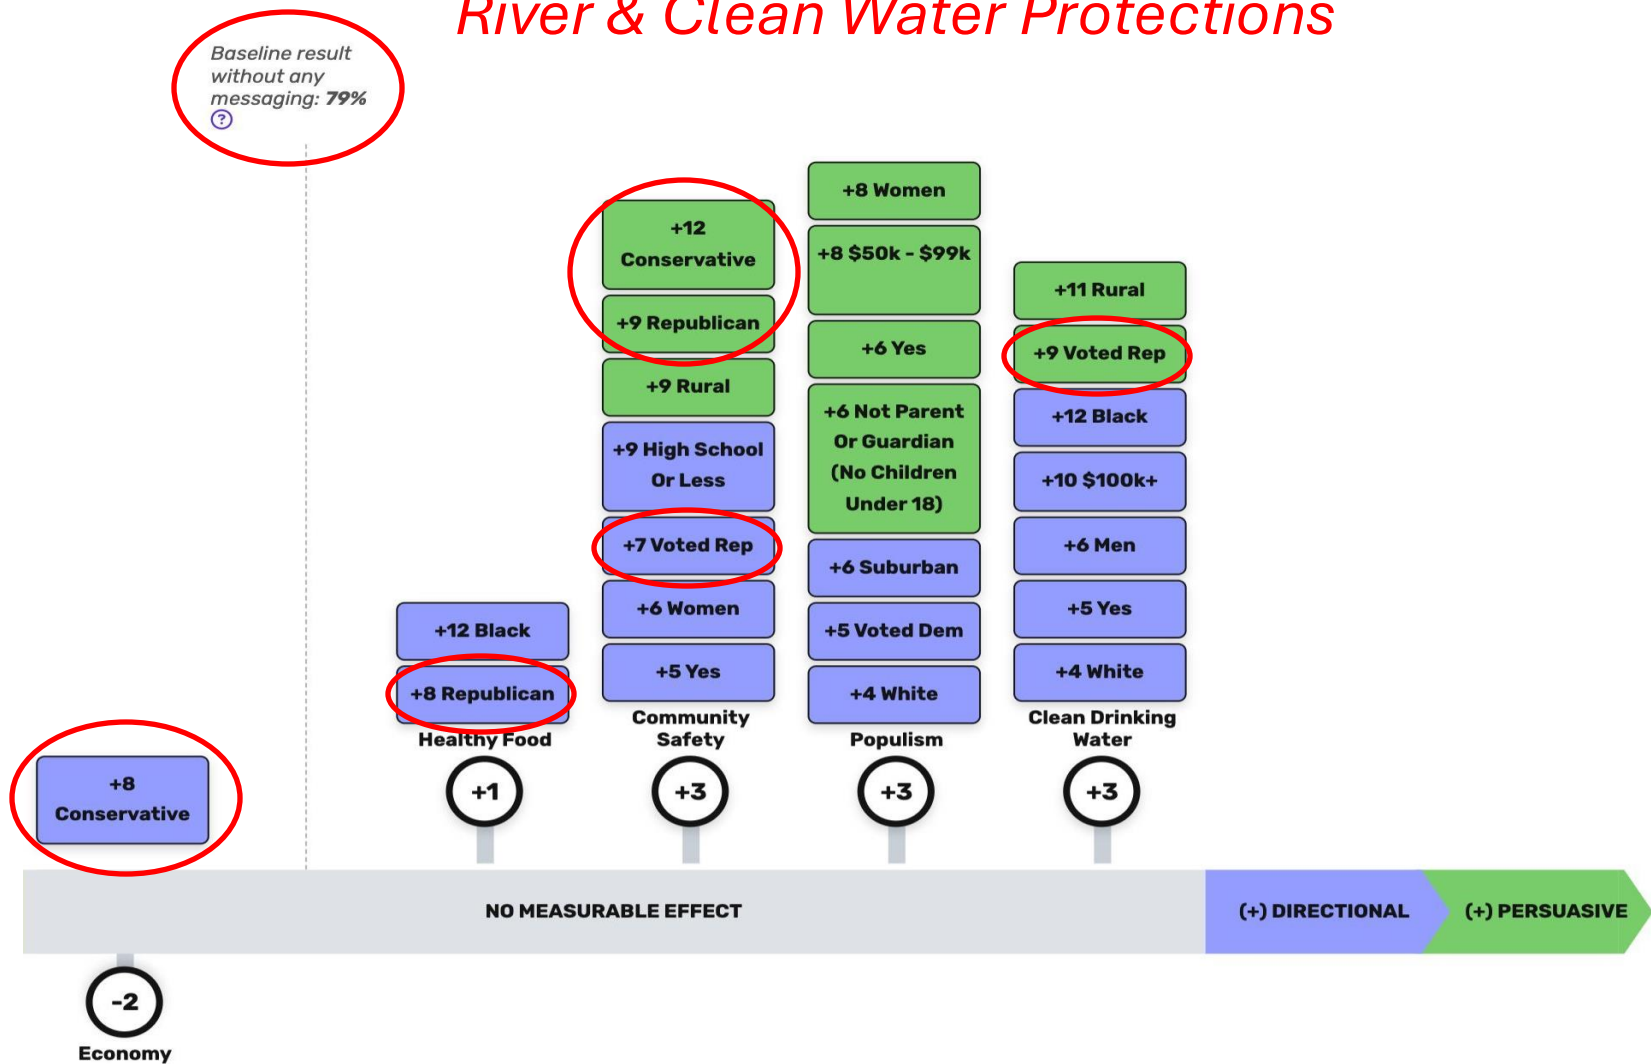 River & Clean Water Protections
Baseline result
without any
messaging: 79%
?
+8 Women
+12
Conservative
+8 $50k - $99k
+11 Rural
+9 Republican
+6 Yes
+9 Voted Rep
+9 Rural
+6 Not Parent
Or Guardian
(No Children
Under 18)
+12 Black
+9 High School
Or Less
+10 $100k+
+7 Voted Rep
+6 Suburban
+6 Men
+12 Black
+6 Women
+5 Voted Dem
+5 Yes
+8 Republican
+5 Yes
+4 White
+4 White
Healthy Food
Community
Safety
Populism
Clean Drinking
Water
+8
Conservative
+1
+3
+3
+3
NO MEASURABLE EFFECT
(+) DIRECTIONAL
(+) PERSUASIVE
-2
Economy